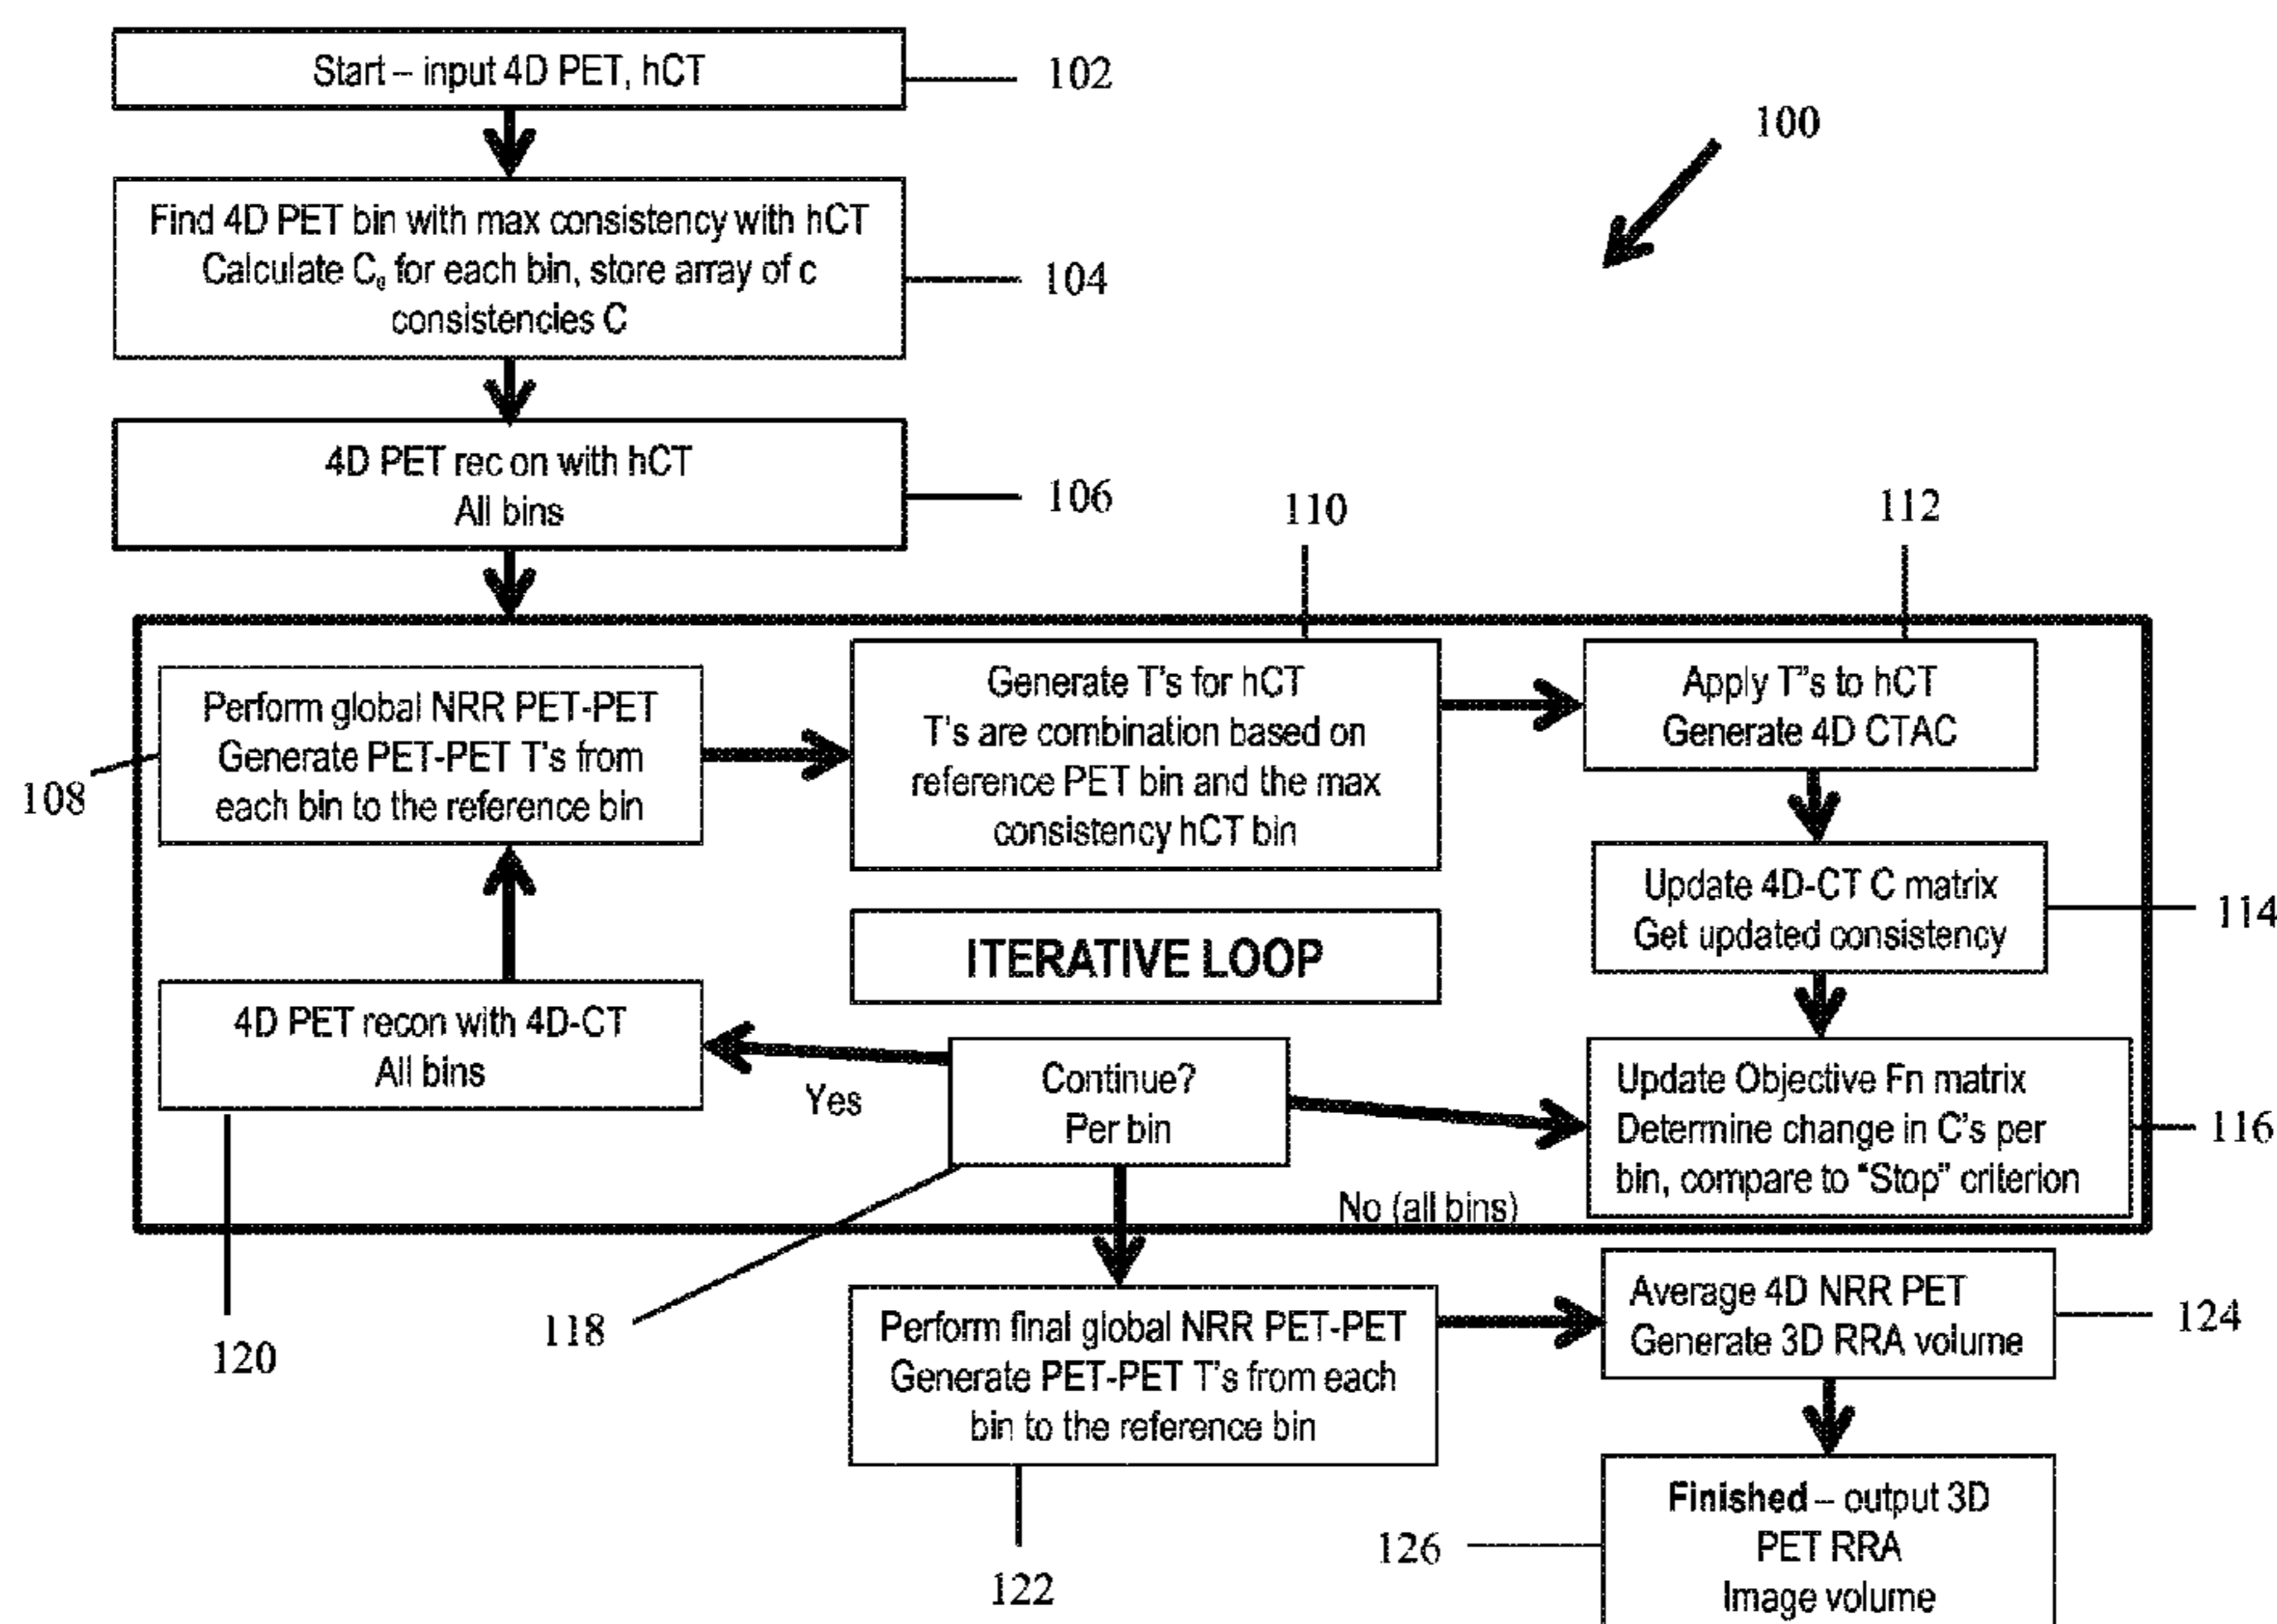 Start – input 4D PET, hCT
102
100
Find 4D PET bin with max consistency with hCT
Calculate C₀ for each bin, store array of c
consistencies C
104
4D PET rec on with hCT
All bins
106
110
112
Perform global NRR PET-PET
Generate PET-PET T's from
each bin to the reference bin
108
Generate T's for hCT
T's are combination based on
reference PET bin and the max
consistency hCT bin
Apply T"s to hCT
Generate 4D CTAC
Update 4D-CT C matrix
Get updated consistency
114
ITERATIVE LOOP
4D PET recon with 4D-CT
All bins
Yes
Continue?
Per bin
Update Objective Fn matrix
Determine change in C's per
bin, compare to "Stop" criterion
116
No (all bins)
120
118
Perform final global NRR PET-PET
Generate PET-PET T's from each
bin to the reference bin
122
Average 4D NRR PET
Generate 3D RRA volume
124
Finished – output 3D
PET RRA
Image volume
126